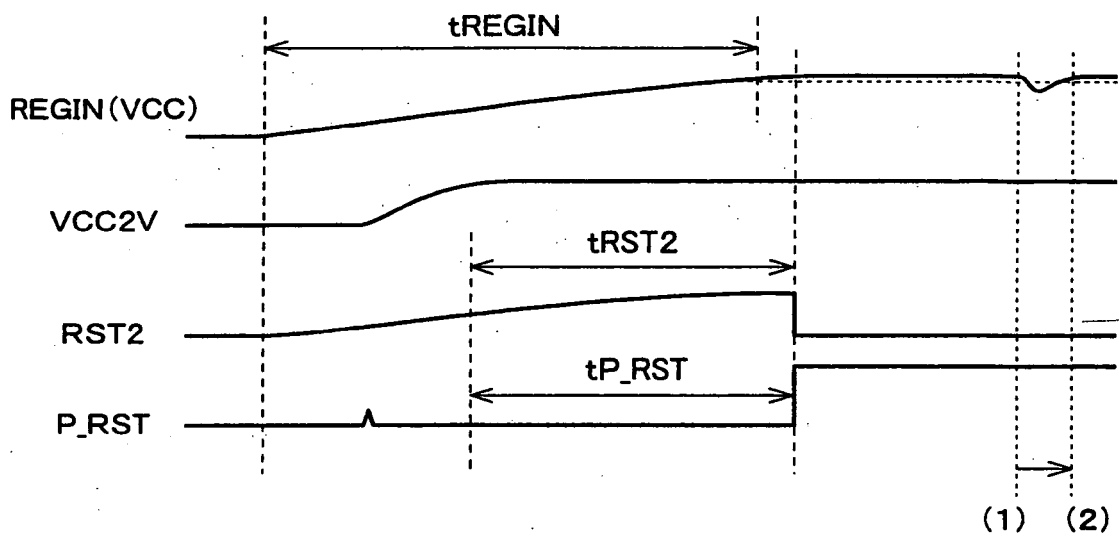 tREGIN
REGIN(VCC)
VCC2V
tRST2
RST2
tP_RST
P_RST
(1)
(2)